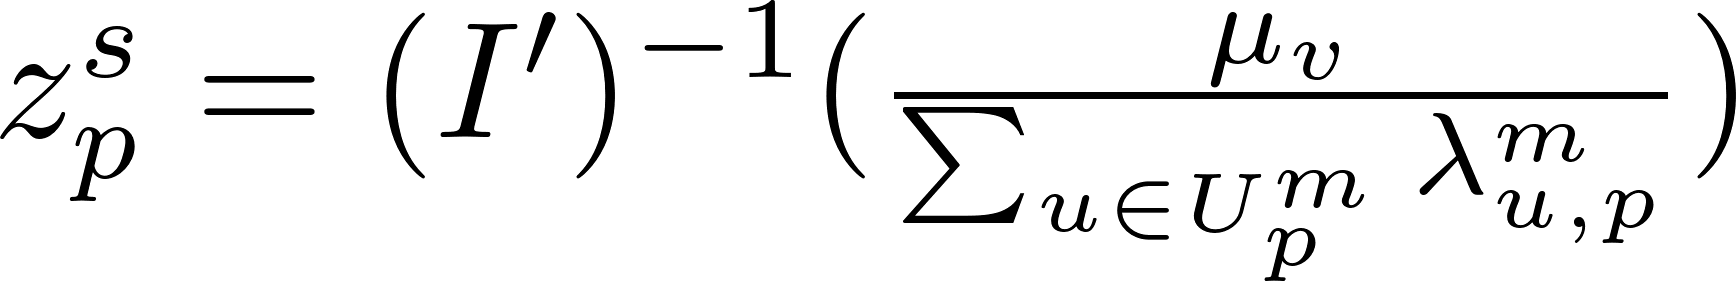 z_p^s = (I')^{-1}(\frac{\mu_v}{\sum_{u \in U_p^m} \lambda_{u,p}^m})